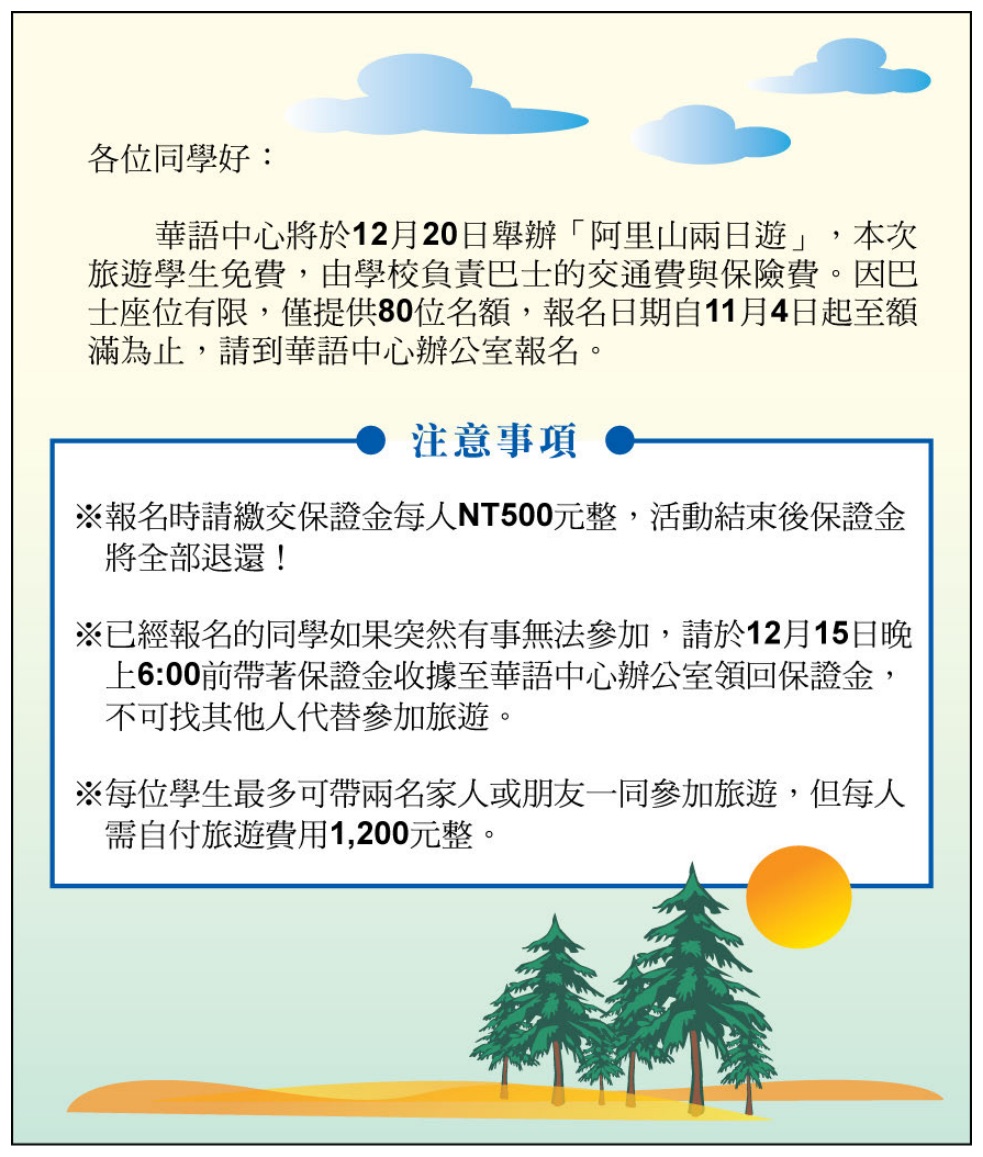 各位同學好：
華語中心將於12月20日舉辦「阿里山兩日遊」，本次
旅遊學生免費，由學校負責巴士的交通費與保險費。因巴
士座位有限，僅提供80位名額，報名日期自11月4日起至額
滿為止，請到華語中心辦公室報名。
注意事項
※報名時請繳交保證金每人NT500元整，活動結束後保證金
將全部退還！
※已經報名的同學如果突然有事無法參加，請於12月15日晚
上6:00前帶著保證金收據至華語中心辦公室領回保證金，
不可找其他人代替參加旅遊。
※每位學生最多可帶兩名家人或朋友一同參加旅遊，但每人
需自付旅遊費用1,200元整。